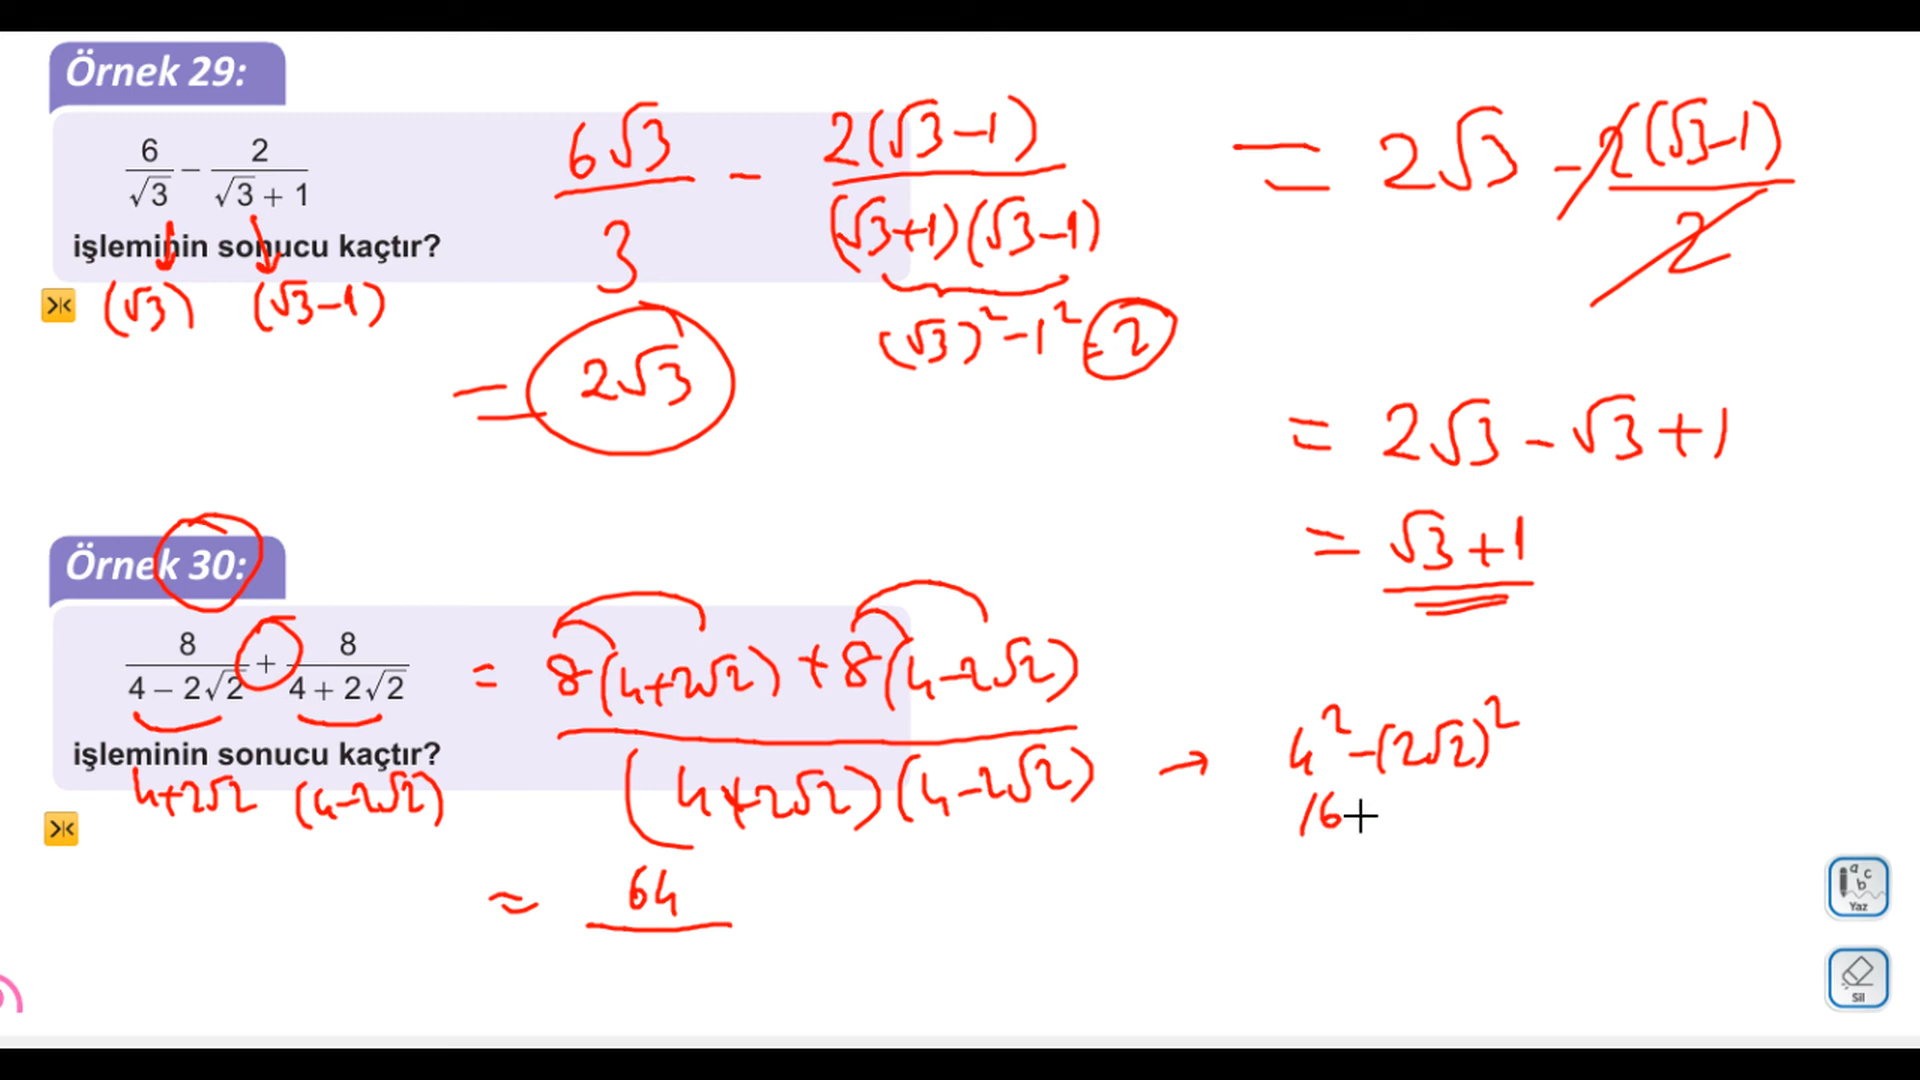 Örnek 29:
6/√3 − 2/(√3 + 1)
işleminin sonucu kaçtır?
(√3) (√3−1)
6√3/3 − 2(√3−1)/((√3+1)(√3−1))
(√3)² − 1² = 2
= 2√3
= 2√3 − 2(√3−1)/2
= 2√3 − √3 + 1
= √3 + 1
Örnek 30:
8/(4 − 2√2) + 8/(4 + 2√2)
işleminin sonucu kaçtır?
4+2√2 (4−2√2)
= (8(4+2√2) + 8(4−2√2))/((4+2√2)(4−2√2)) → 4² − (2√2)²
16
= 64
a b c
Yaz
Sil